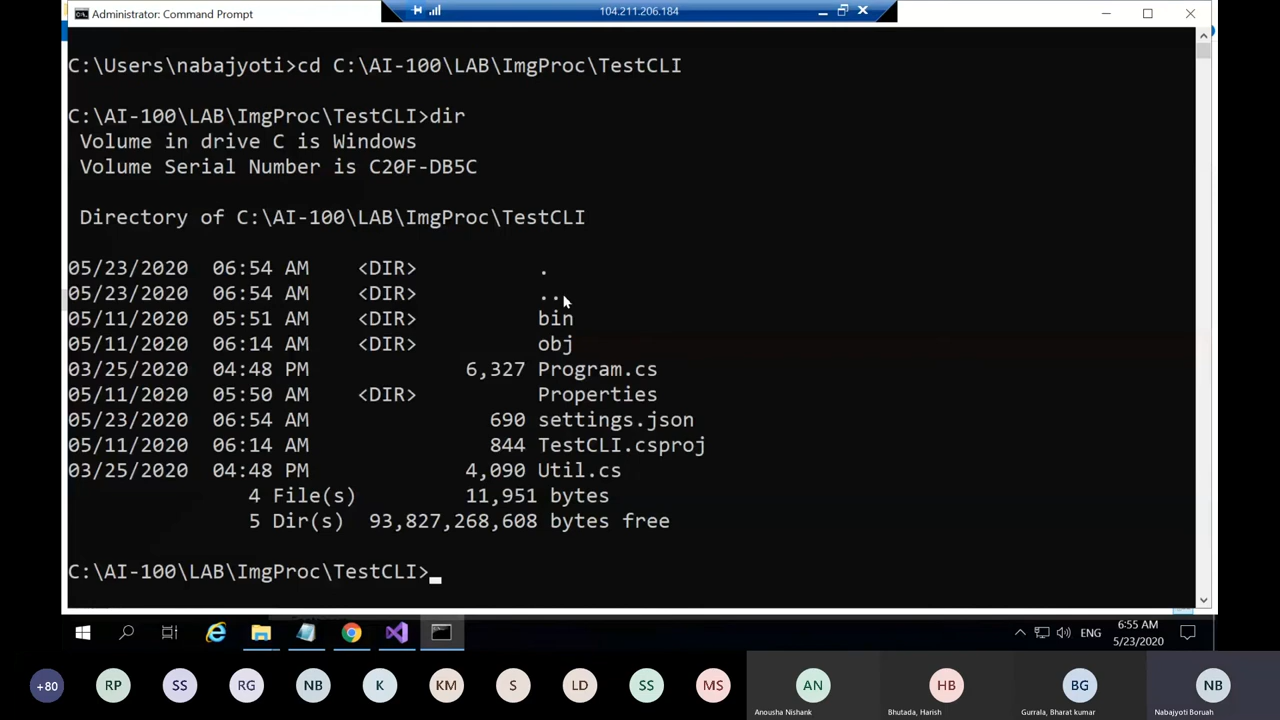 Administrator: Command Prompt
104.211.206.184
C:\Users\nabajyoti>cd C:\AI-100\LAB\ImgProc\TestCLI
C:\AI-100\LAB\ImgProc\TestCLI>dir
Volume in drive C is Windows
Volume Serial Number is C20F-DB5C
Directory of C:\AI-100\LAB\ImgProc\TestCLI
05/23/2020 06:54 AM <DIR> .
05/23/2020 06:54 AM <DIR> ..
05/11/2020 05:51 AM <DIR> bin
05/11/2020 06:14 AM <DIR> obj
03/25/2020 04:48 PM 6,327 Program.cs
05/11/2020 05:50 AM <DIR> Properties
05/23/2020 06:54 AM 690 settings.json
05/11/2020 06:14 AM 844 TestCLI.csproj
03/25/2020 04:48 PM 4,090 Util.cs
4 File(s) 11,951 bytes
5 Dir(s) 93,827,268,608 bytes free
C:\AI-100\LAB\ImgProc\TestCLI>
ENG
6:55 AM
5/23/2020
+80 RP SS RG NB K KM S LD SS MS AN HB BG NB
Anousha Nishank Bhutada, Harish Gurrala, Bharat kumar Nabajyoti Boruah